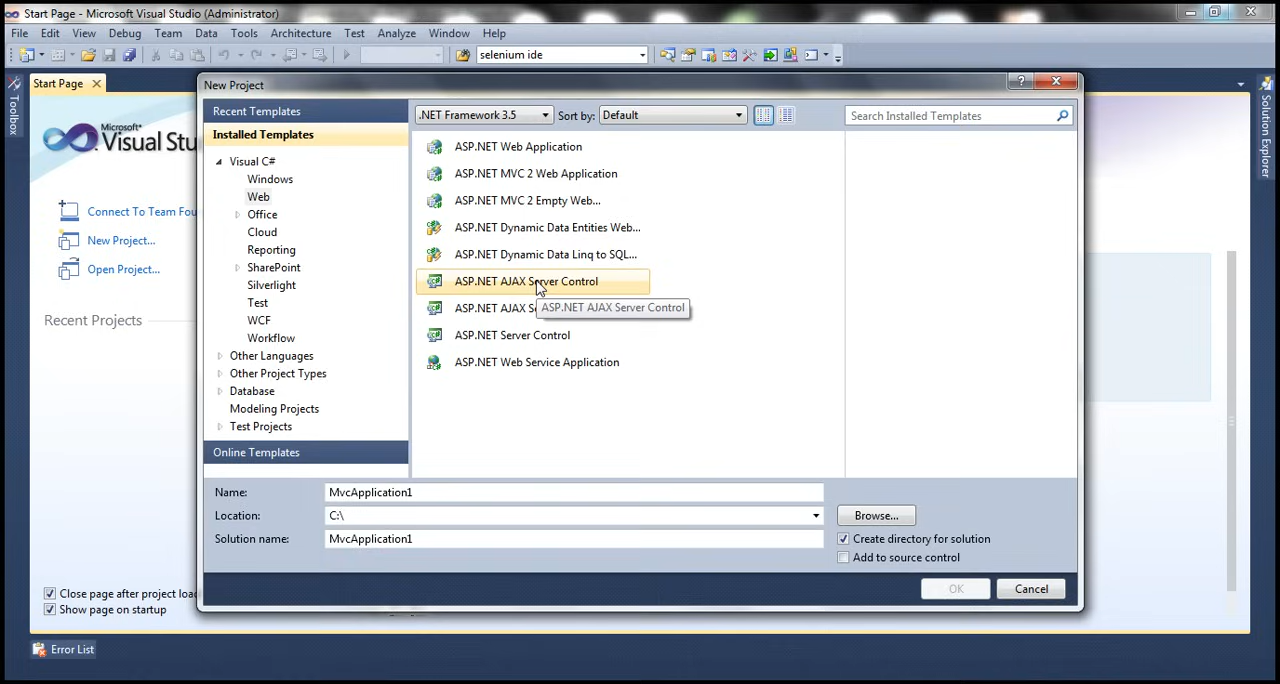 Start Page - Microsoft Visual Studio (Administrator)
File Edit View Debug Team Data Tools Architecture Test Analyze Window Help
selenium ide
Start Page
Toolbox
Solution Explorer
Microsoft
Visual Stu
Connect To Team Fou
New Project...
Open Project...
Recent Projects
Close page after project loa
Show page on startup
Error List
New Project
Recent Templates
Installed Templates
Visual C#
Windows
Web
Office
Cloud
Reporting
SharePoint
Silverlight
Test
WCF
Workflow
Other Languages
Other Project Types
Database
Modeling Projects
Test Projects
Online Templates
.NET Framework 3.5 Sort by: Default
Search Installed Templates
ASP.NET Web Application
ASP.NET MVC 2 Web Application
ASP.NET MVC 2 Empty Web...
ASP.NET Dynamic Data Entities Web...
ASP.NET Dynamic Data Linq to SQL...
ASP.NET AJAX Server Control
ASP.NET AJAX Se
ASP.NET AJAX Server Control
ASP.NET Server Control
ASP.NET Web Service Application
Name: MvcApplication1
Location: C:\ Browse...
Solution name: MvcApplication1
Create directory for solution
Add to source control
OK Cancel